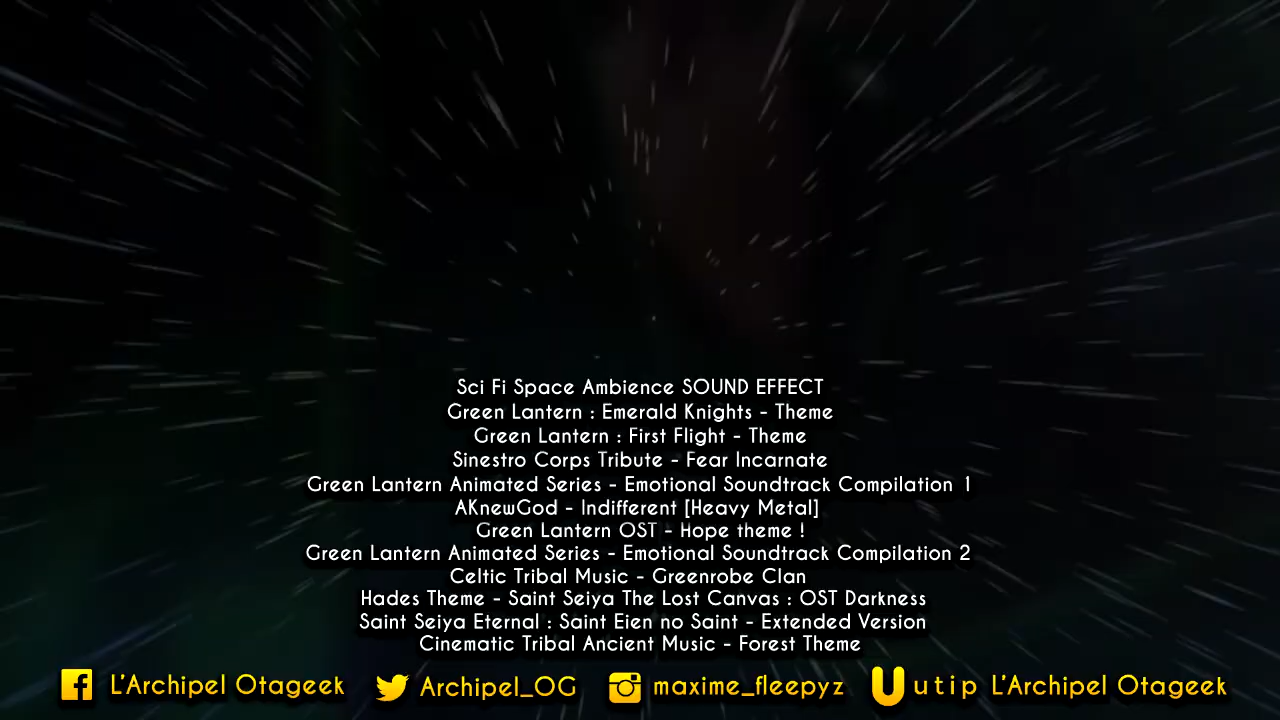 Sci Fi Space Ambience SOUND EFFECT
Green Lantern : Emerald Knights - Theme
Green Lantern : First Flight - Theme
Sinestro Corps Tribute - Fear Incarnate
Green Lantern Animated Series - Emotional Soundtrack Compilation 1
AKnewGod - Indifferent [Heavy Metal]
Green Lantern OST - Hope theme !
Green Lantern Animated Series - Emotional Soundtrack Compilation 2
Celtic Tribal Music - Greenrobe Clan
Hades Theme - Saint Seiya The Lost Canvas : OST Darkness
Saint Seiya Eternal : Saint Eien no Saint - Extended Version
Cinematic Tribal Ancient Music - Forest Theme
L'Archipel Otageek Archipel_OG maxime_fleepyz utip L'Archipel Otageek